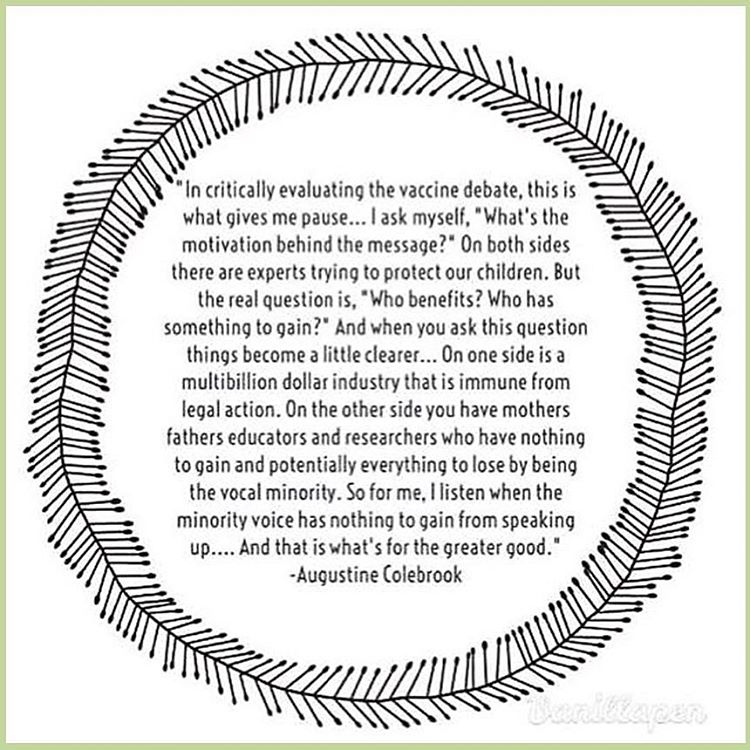 "In critically evaluating the vaccine debate, this is
what gives me pause... I ask myself, "What's the
motivation behind the message?" On both sides
there are experts trying to protect our children. But
the real question is, "Who benefits? Who has
something to gain?" And when you ask this question
things become a little clearer... On one side is a
multibillion dollar industry that is immune from
legal action. On the other side you have mothers
fathers educators and researchers who have nothing
to gain and potentially everything to lose by being
the vocal minority. So for me, I listen when the
minority voice has nothing to gain from speaking
up.... And that is what's for the greater good."
-Augustine Colebrook
Vanillapen